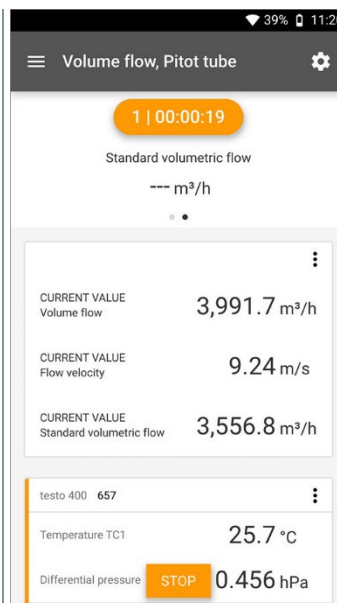 39% 11:20
Volume flow, Pitot tube
1 | 00:00:19
Standard volumetric flow
--- m³/h
CURRENT VALUE
Volume flow 3,991.7 m³/h
CURRENT VALUE
Flow velocity 9.24 m/s
CURRENT VALUE
Standard volumetric flow 3,556.8 m³/h
testo 400 657
Temperature TC1 25.7 °C
Differential pressure STOP 0.456 hPa